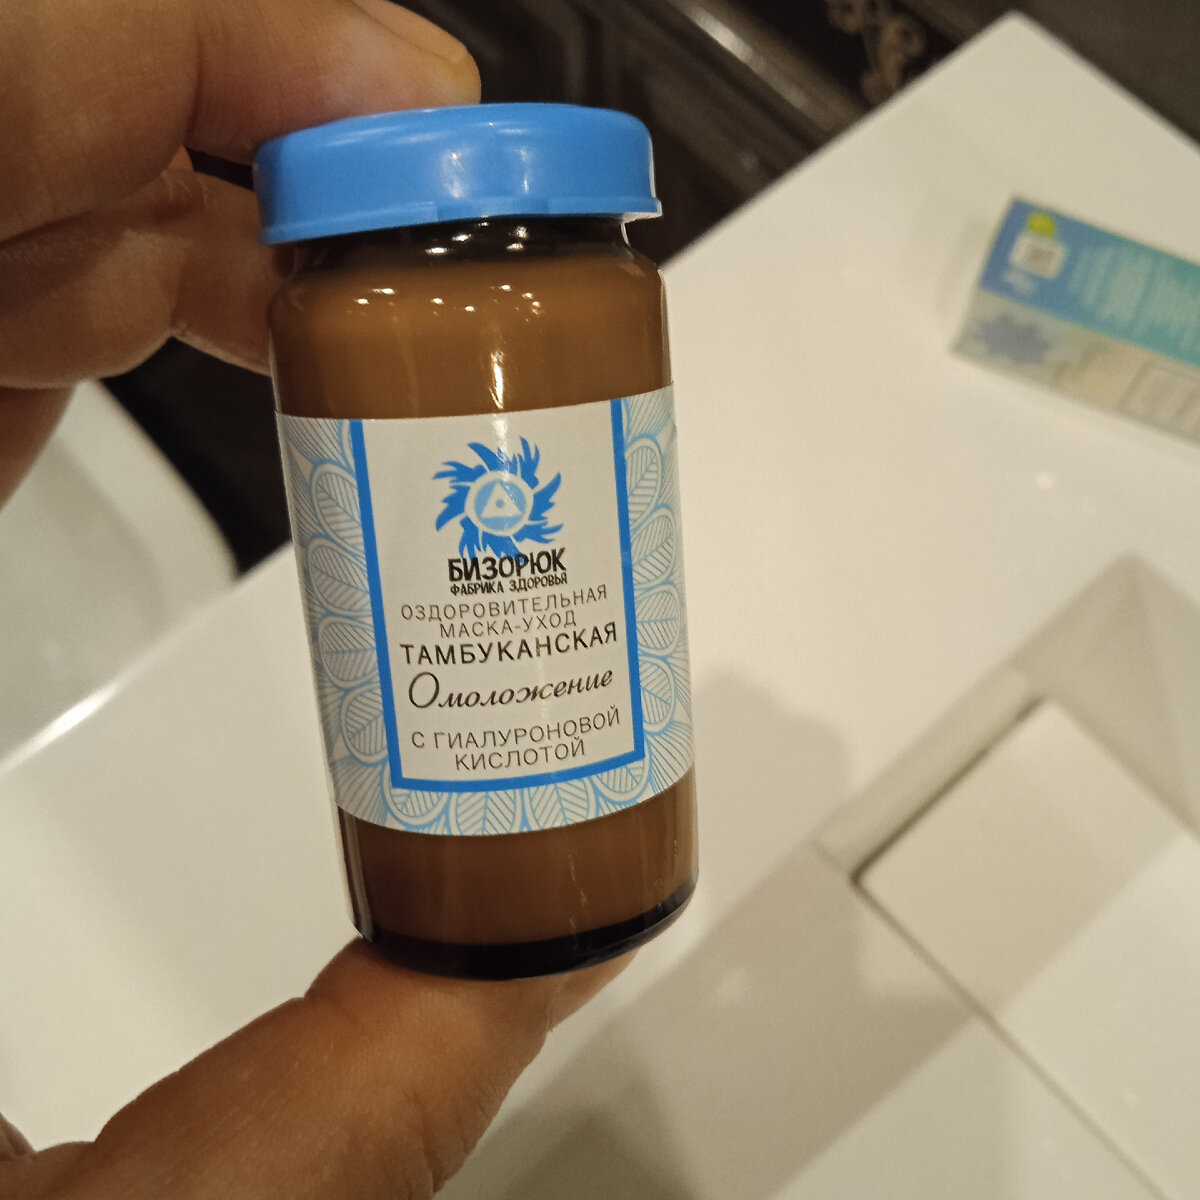 БИЗОРЮК
ФАБРИКА ЗДОРОВЬЯ
ОЗДОРОВИТЕЛЬНАЯ
МАСКА-УХОД
ТАМБУКАНСКАЯ
Омоложение
С ГИАЛУРОНОВОЙ
КИСЛОТОЙ